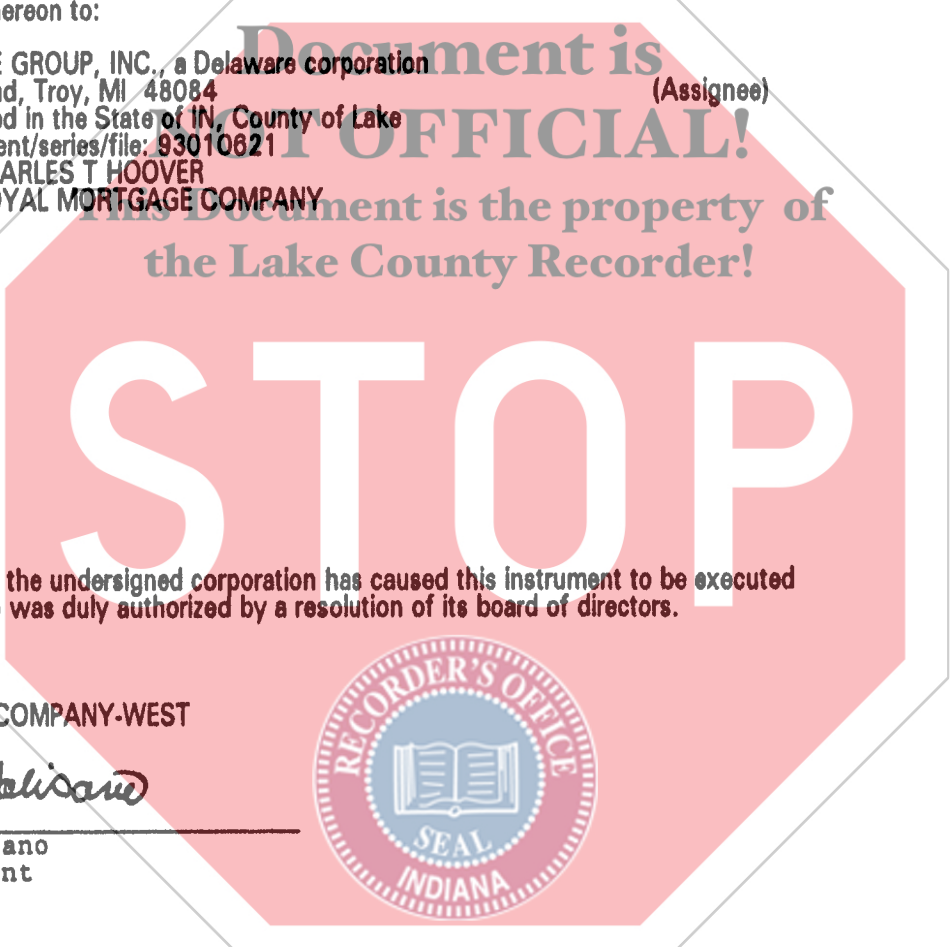 ereon to:
Document is
E GROUP, INC., a Delaware corporation
nd, Troy, MI 48084 (Assignee)
ed in the State of IN, County of Lake
NOT OFFICIAL!
ent/series/file: 93010621
ARLES T HOOVER
OYAL MORTGAGE COMPANY
This Document is the property of
the Lake County Recorder!
STOP
the undersigned corporation has caused this instrument to be executed
was duly authorized by a resolution of its board of directors.
RECORDER'S OFFICE
COMPANY-WEST
SEAL
INDIANA
ano
nt